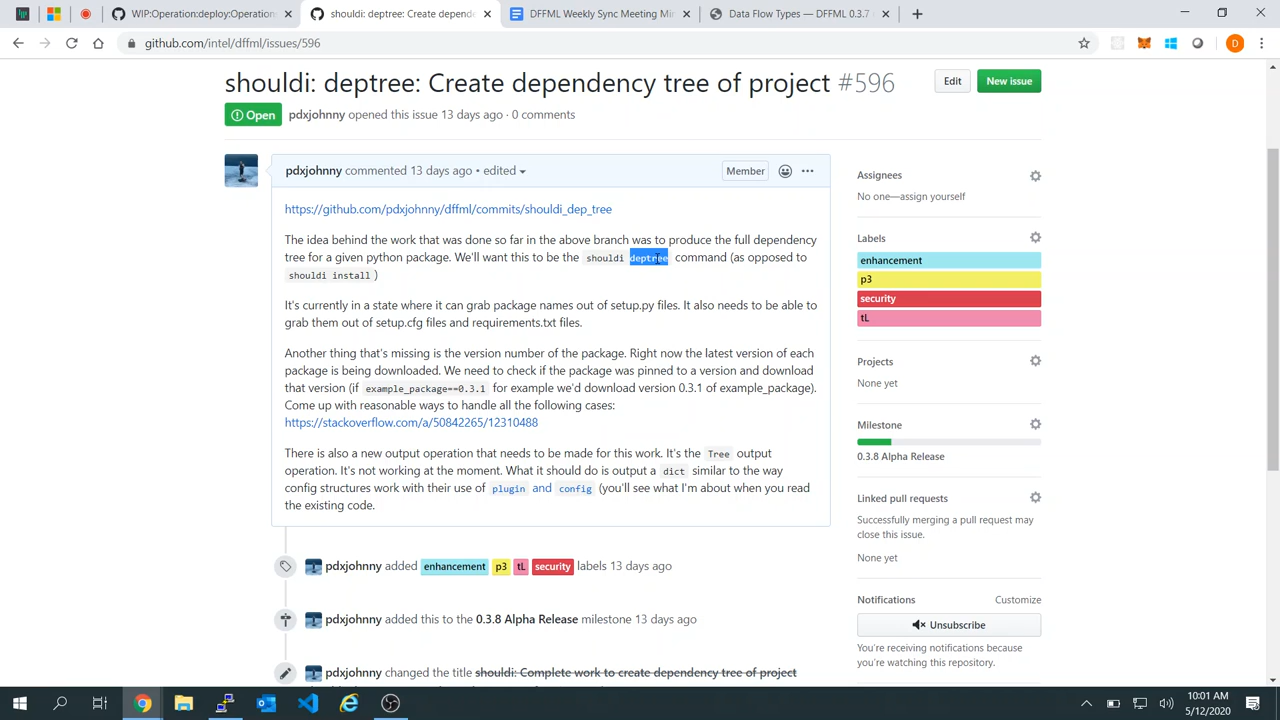 WIP:Operation:deploy:Operation
shouldi: deptree: Create depend
DFFML Weekly Sync Meeting Min
Data Flow Types — DFFML 0.3.7
github.com/intel/dffml/issues/596
D
shouldi: deptree: Create dependency tree of project #596
Edit
New issue
Open
pdxjohnny opened this issue 13 days ago · 0 comments
pdxjohnny commented 13 days ago • edited
Member
https://github.com/pdxjohnny/dffml/commits/shouldi_dep_tree
The idea behind the work that was done so far in the above branch was to produce the full dependency
tree for a given python package. We'll want this to be the shouldi deptree command (as opposed to
shouldi install )
It's currently in a state where it can grab package names out of setup.py files. It also needs to be able to
grab them out of setup.cfg files and requirements.txt files.
Another thing that's missing is the version number of the package. Right now the latest version of each
package is being downloaded. We need to check if the package was pinned to a version and download
that version (if example_package==0.3.1 for example we'd download version 0.3.1 of example_package).
Come up with reasonable ways to handle all the following cases:
https://stackoverflow.com/a/50842265/12310488
There is also a new output operation that needs to be made for this work. It's the Tree output
operation. It's not working at the moment. What it should do is output a dict similar to the way
config structures work with their use of plugin and config (you'll see what I'm about when you read
the existing code.
pdxjohnny added enhancement p3 tL security labels 13 days ago
pdxjohnny added this to the 0.3.8 Alpha Release milestone 13 days ago
pdxjohnny changed the title shouldi: Complete work to create dependency tree of project
Assignees
No one—assign yourself
Labels
enhancement
p3
security
tL
Projects
None yet
Milestone
0.3.8 Alpha Release
Linked pull requests
Successfully merging a pull request may
close this issue.
None yet
Notifications
Customize
Unsubscribe
You're receiving notifications because
you're watching this repository.
10:01 AM
5/12/2020